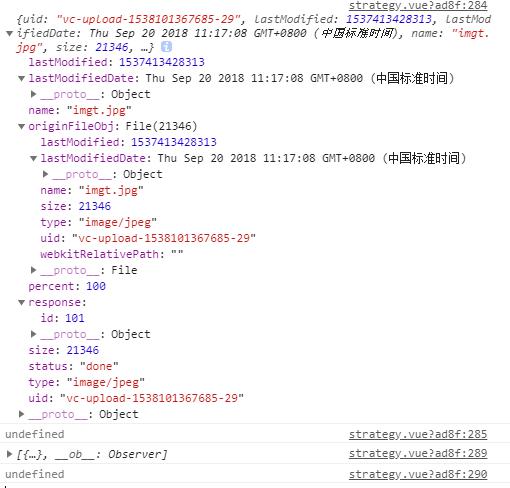 strategy.vue?ad8f:284
{uid: "vc-upload-1538101367685-29", lastModified: 1537413428313, lastMod
ifiedDate: Thu Sep 20 2018 11:17:08 GMT+0800 (中国标准时间), name: "imgt.
jpg", size: 21346, …} i
lastModified: 1537413428313
lastModifiedDate: Thu Sep 20 2018 11:17:08 GMT+0800 (中国标准时间)
__proto__: Object
name: "imgt.jpg"
originFileObj: File(21346)
lastModified: 1537413428313
lastModifiedDate: Thu Sep 20 2018 11:17:08 GMT+0800 (中国标准时间)
__proto__: Object
name: "imgt.jpg"
size: 21346
type: "image/jpeg"
uid: "vc-upload-1538101367685-29"
webkitRelativePath: ""
__proto__: File
percent: 100
response:
id: 101
__proto__: Object
size: 21346
status: "done"
type: "image/jpeg"
uid: "vc-upload-1538101367685-29"
__proto__: Object
undefined strategy.vue?ad8f:285
[{…}, __ob__: Observer] strategy.vue?ad8f:289
undefined strategy.vue?ad8f:290